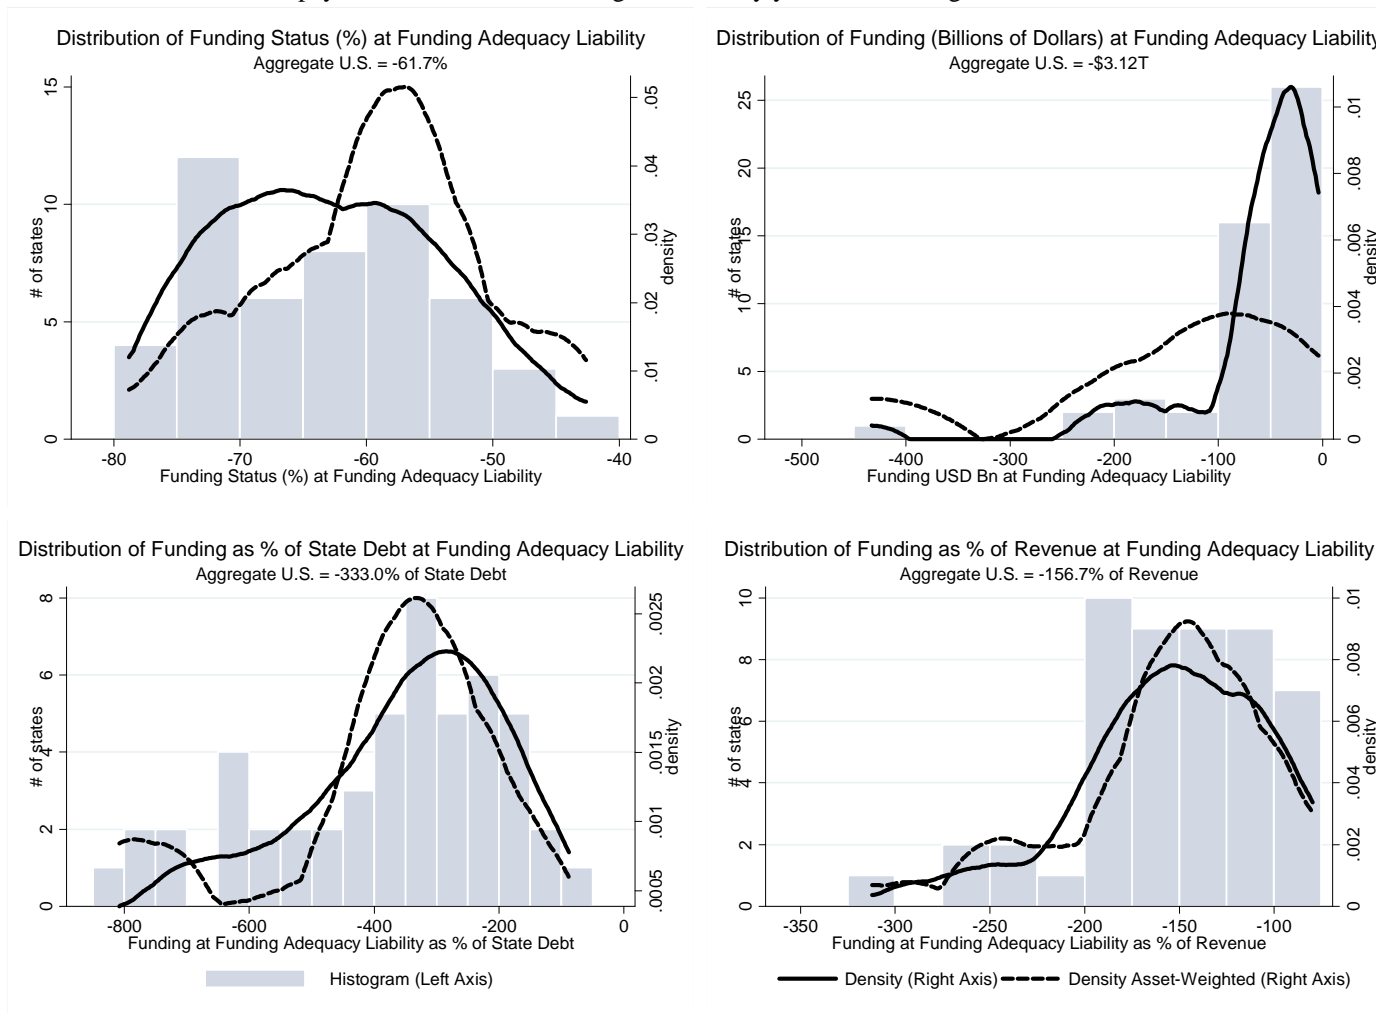 Distribution of Funding Status (%) at Funding Adequacy Liability
Aggregate U.S. = -61.7%
# of states
0 5 10 15
density
0 .01 .02 .03 .04 .05
-80 -70 -60 -50 -40
Funding Status (%) at Funding Adequacy Liability
Distribution of Funding (Billions of Dollars) at Funding Adequacy Liability
Aggregate U.S. = -$3.12T
# of states
0 5 10 15 20 25
density
0 .002 .004 .006 .008 .01
-500 -400 -300 -200 -100 0
Funding USD Bn at Funding Adequacy Liability
Distribution of Funding as % of State Debt at Funding Adequacy Liability
Aggregate U.S. = -333.0% of State Debt
# of states
0 2 4 6 8
density
.0005 .001 .0015 .002 .0025
-800 -600 -400 -200 0
Funding at Funding Adequacy Liability as % of State Debt
Distribution of Funding as % of Revenue at Funding Adequacy Liability
Aggregate U.S. = -156.7% of Revenue
# of states
0 2 4 6 8 10
density
0 .002 .004 .006 .008 .01
-350 -300 -250 -200 -150 -100
Funding at Funding Adequacy Liability as % of Revenue
Histogram (Left Axis)
Density (Right Axis)
Density Asset-Weighted (Right Axis)